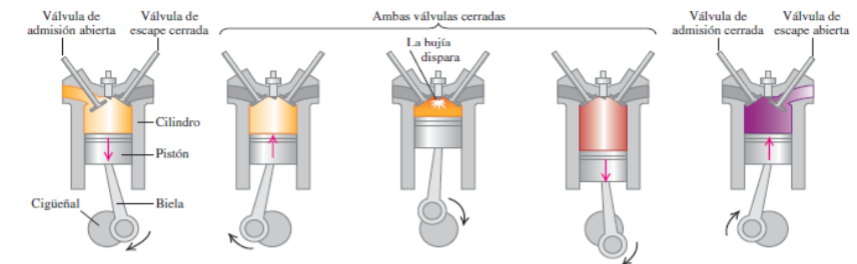 Válvula de
admisión abierta
Válvula de
escape cerrada
Ambas válvulas cerradas
La bujía
dispara
Válvula de
admisión cerrada
Válvula de
escape abierta
Cilindro
Pistón
Cigüeñal
Biela